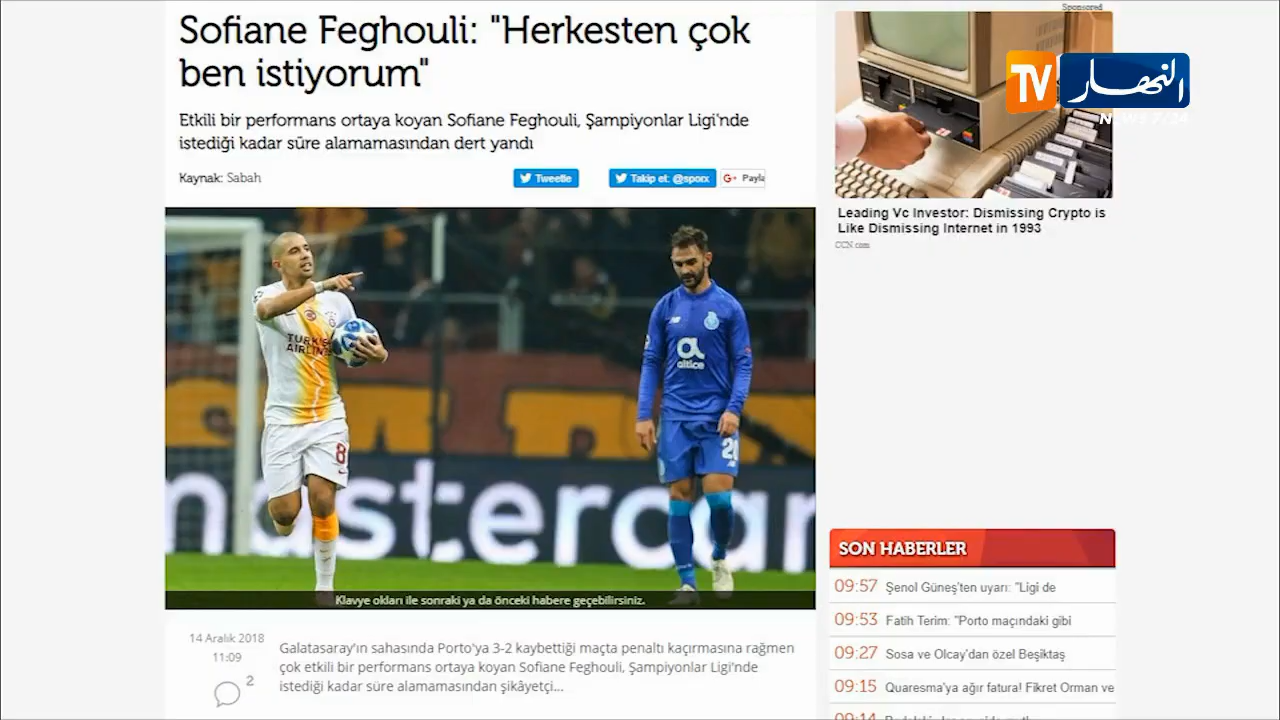 Sofiane Feghouli: "Herkesten çok
ben istiyorum"
Etkili bir performans ortaya koyan Sofiane Feghouli, Şampiyonlar Ligi'nde
istediği kadar süre alamamasından dert yandı
Kaynak: Sabah
Tweetle
Takip et: @sporx
G+ Payla
TURKISH
AIRLINES
8
altice
mastercar
Klavye okları ile sonraki ya da önceki habere geçebilirsiniz.
14 Aralık 2018
11:09
2
Galatasaray'ın sahasında Porto'ya 3-2 kaybettiği maçta penaltı kaçırmasına rağmen
çok etkili bir performans ortaya koyan Sofiane Feghouli, Şampiyonlar Ligi'nde
istediği kadar süre alamamasından şikâyetçi...
Sponsored
TV النهار
NEWS 7/24
Leading Vc Investor: Dismissing Crypto is
Like Dismissing Internet in 1993
CCN.com
SON HABERLER
09:57 Şenol Güneş'ten uyarı: "Ligi de
09:53 Fatih Terim: "Porto maçındaki gibi
09:27 Sosa ve Olcay'dan özel Beşiktaş
09:15 Quaresma'ya ağır fatura! Fikret Orman ve
09:14